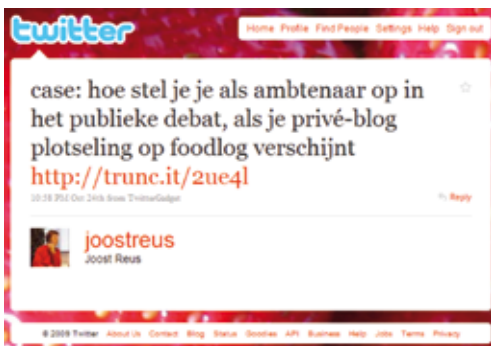 twitter
Home Profile Find People Settings Help Sign out
case: hoe stel je je als ambtenaar op in
het publieke debat, als je privé-blog
plotseling op foodlog verschijnt
http://trunc.it/2ue4l
10:58 PM Oct 24th from TwitterGadget
Reply
joostreus
Joost Reus
© 2009 Twitter About Us Contact Blog Status Goodies API Business Help Jobs Terms Privacy